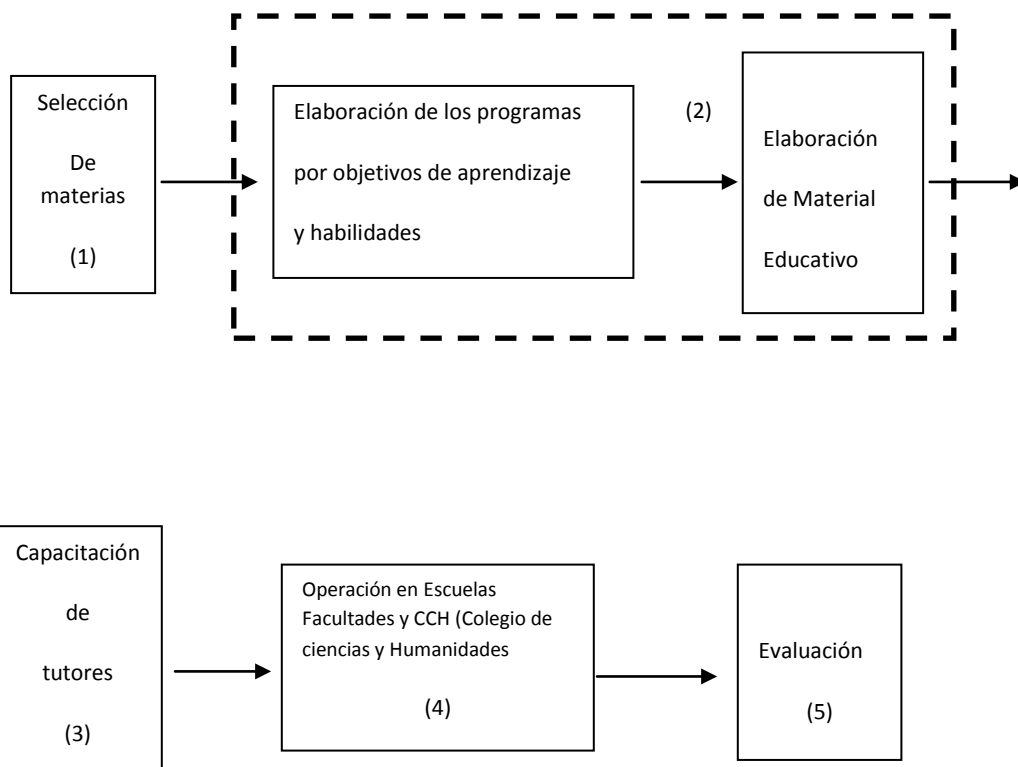 Selección
De
materias
(1)
Elaboración de los programas
por objetivos de aprendizaje
y habilidades
(2)
Elaboración
de Material
Educativo
Capacitación
de
tutores
(3)
Operación en Escuelas
Facultades y CCH (Colegio de
ciencias y Humanidades
(4)
Evaluación
(5)